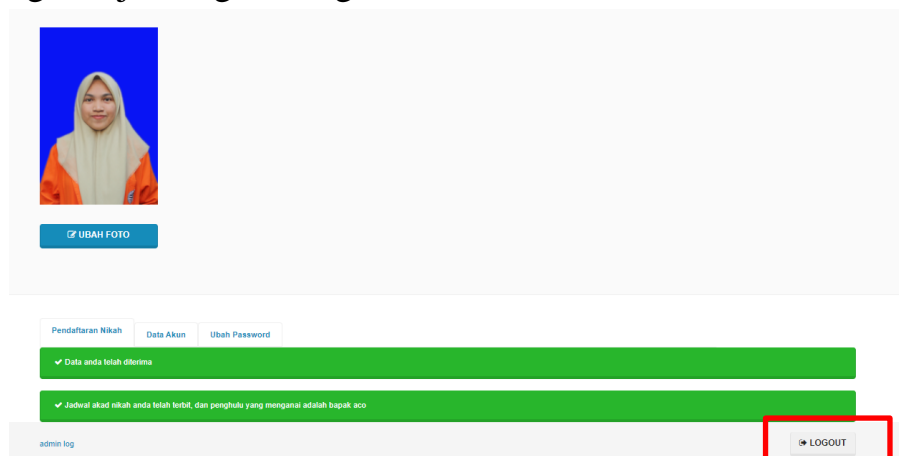 UBAH FOTO
Pendaftaran Nikah Data Akun Ubah Password
Data anda telah diterima
Jadwal akad nikah anda telah terbit, dan penghulu yang menganai adalah bapak aco
admin log
LOGOUT